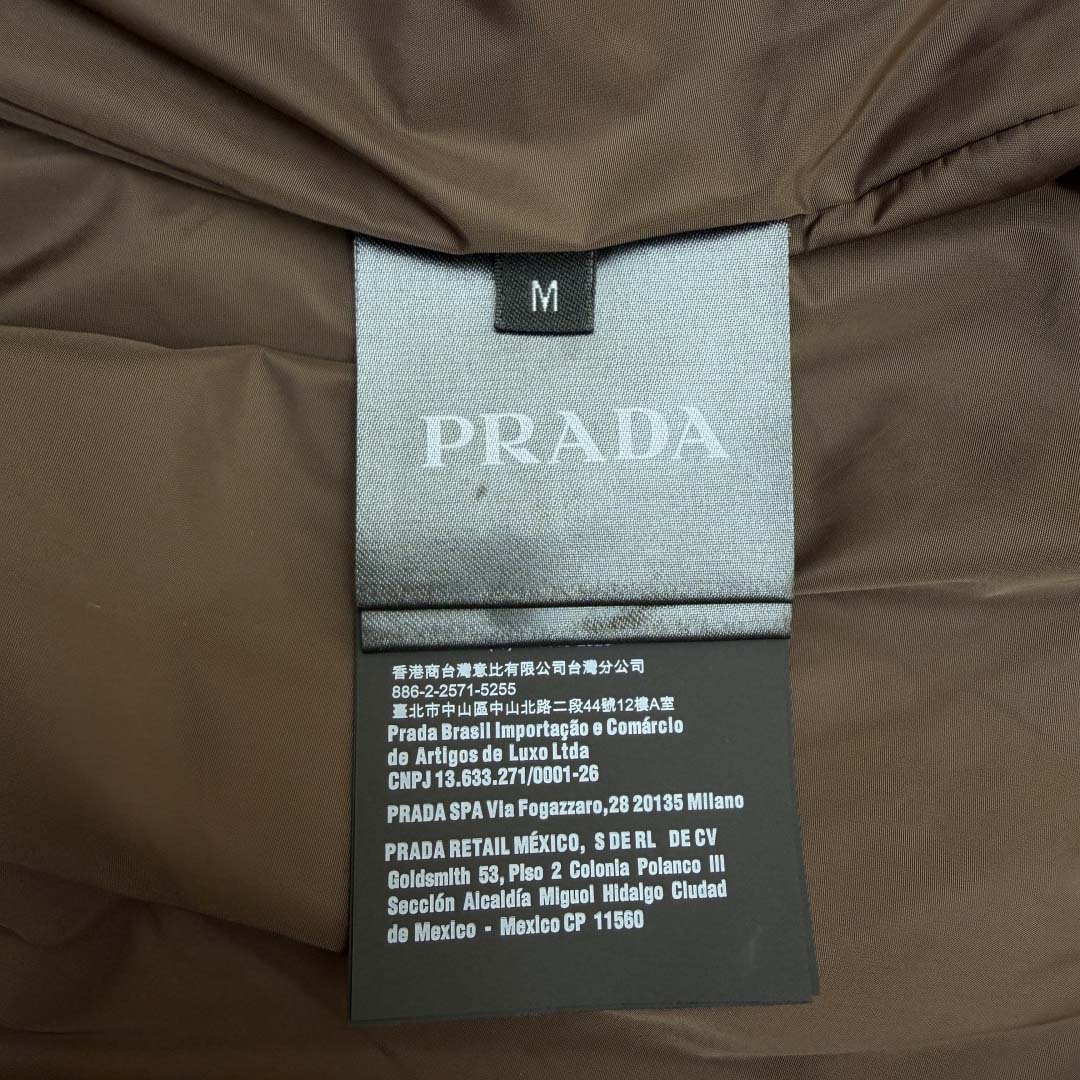 M
PRADA
香港商台灣意比有限公司台灣分公司
886-2-2571-5255
臺北市中山區中山北路二段44號12樓A室
Prada Brasil Importação e Comárcio
de Artigos de Luxo Ltda
CNPJ 13.633.271/0001-26
PRADA SPA Via Fogazzaro,28 20135 Milano
PRADA RETAIL MÉXICO, S DE RL DE CV
Goldsmith 53, Piso 2 Colonia Polanco III
Sección Alcaldía Miguol Hidalgo Ciudad
de Mexico - Mexico CP 11560